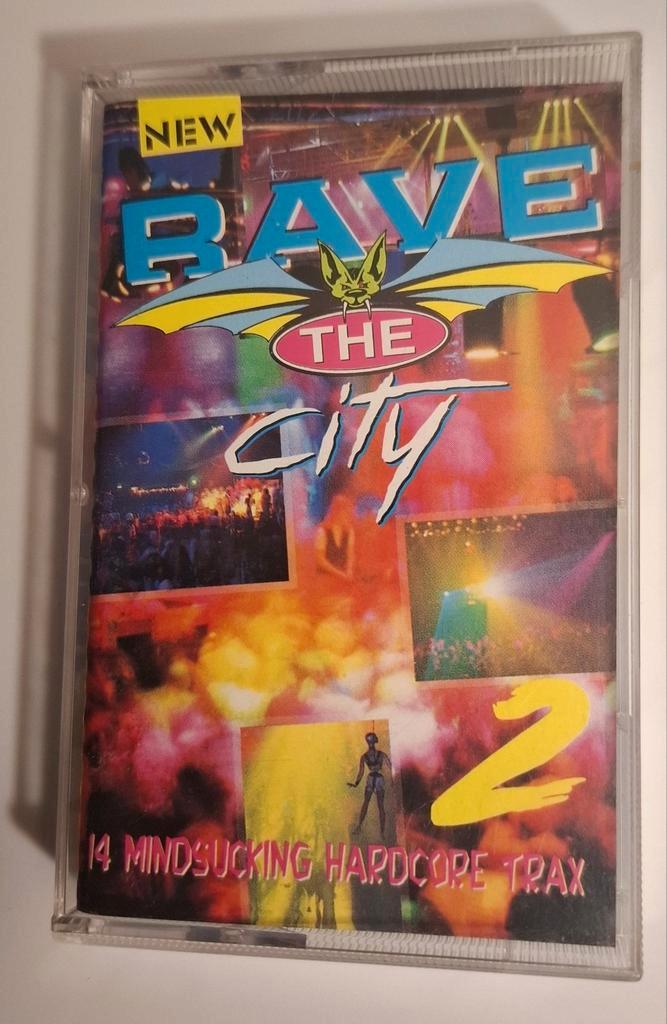 NEW
RAVE
THE
city
2
14 MINDSUCKING HARDCORE TRAX